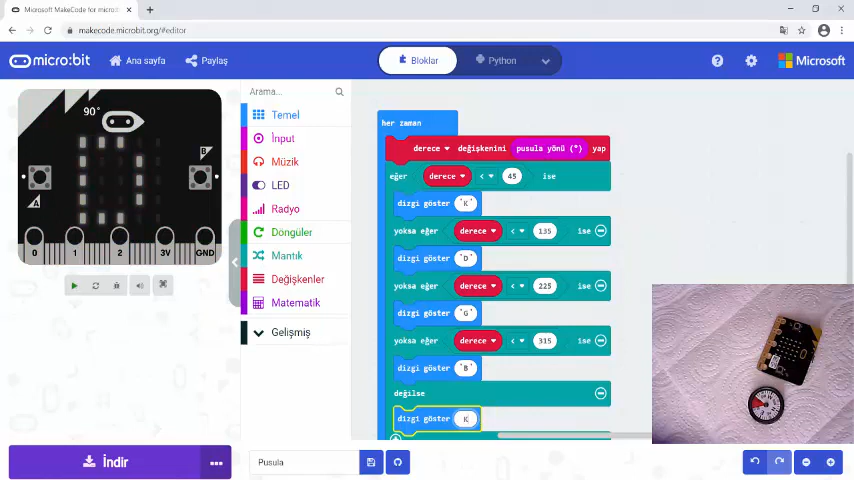 Microsoft MakeCode for micro:b
makecode.microbit.org/#editor
micro:bit
Ana sayfa
Paylaş
Bloklar
Python
Microsoft
90°
B
A
0
1
2
3V
GND
Arama...
Temel
Input
Müzik
LED
Radyo
Döngüler
Mantık
Değişkenler
Matematik
Gelişmiş
her zaman
derece değişkenini pusula yönü (°) yap
eğer derece < 45 ise
dizgi göster "K"
yoksa eğer derece < 135 ise
dizgi göster "D"
yoksa eğer derece < 225 ise
dizgi göster "G"
yoksa eğer derece < 315 ise
dizgi göster "B"
değilse
dizgi göster K
İndir
Pusula